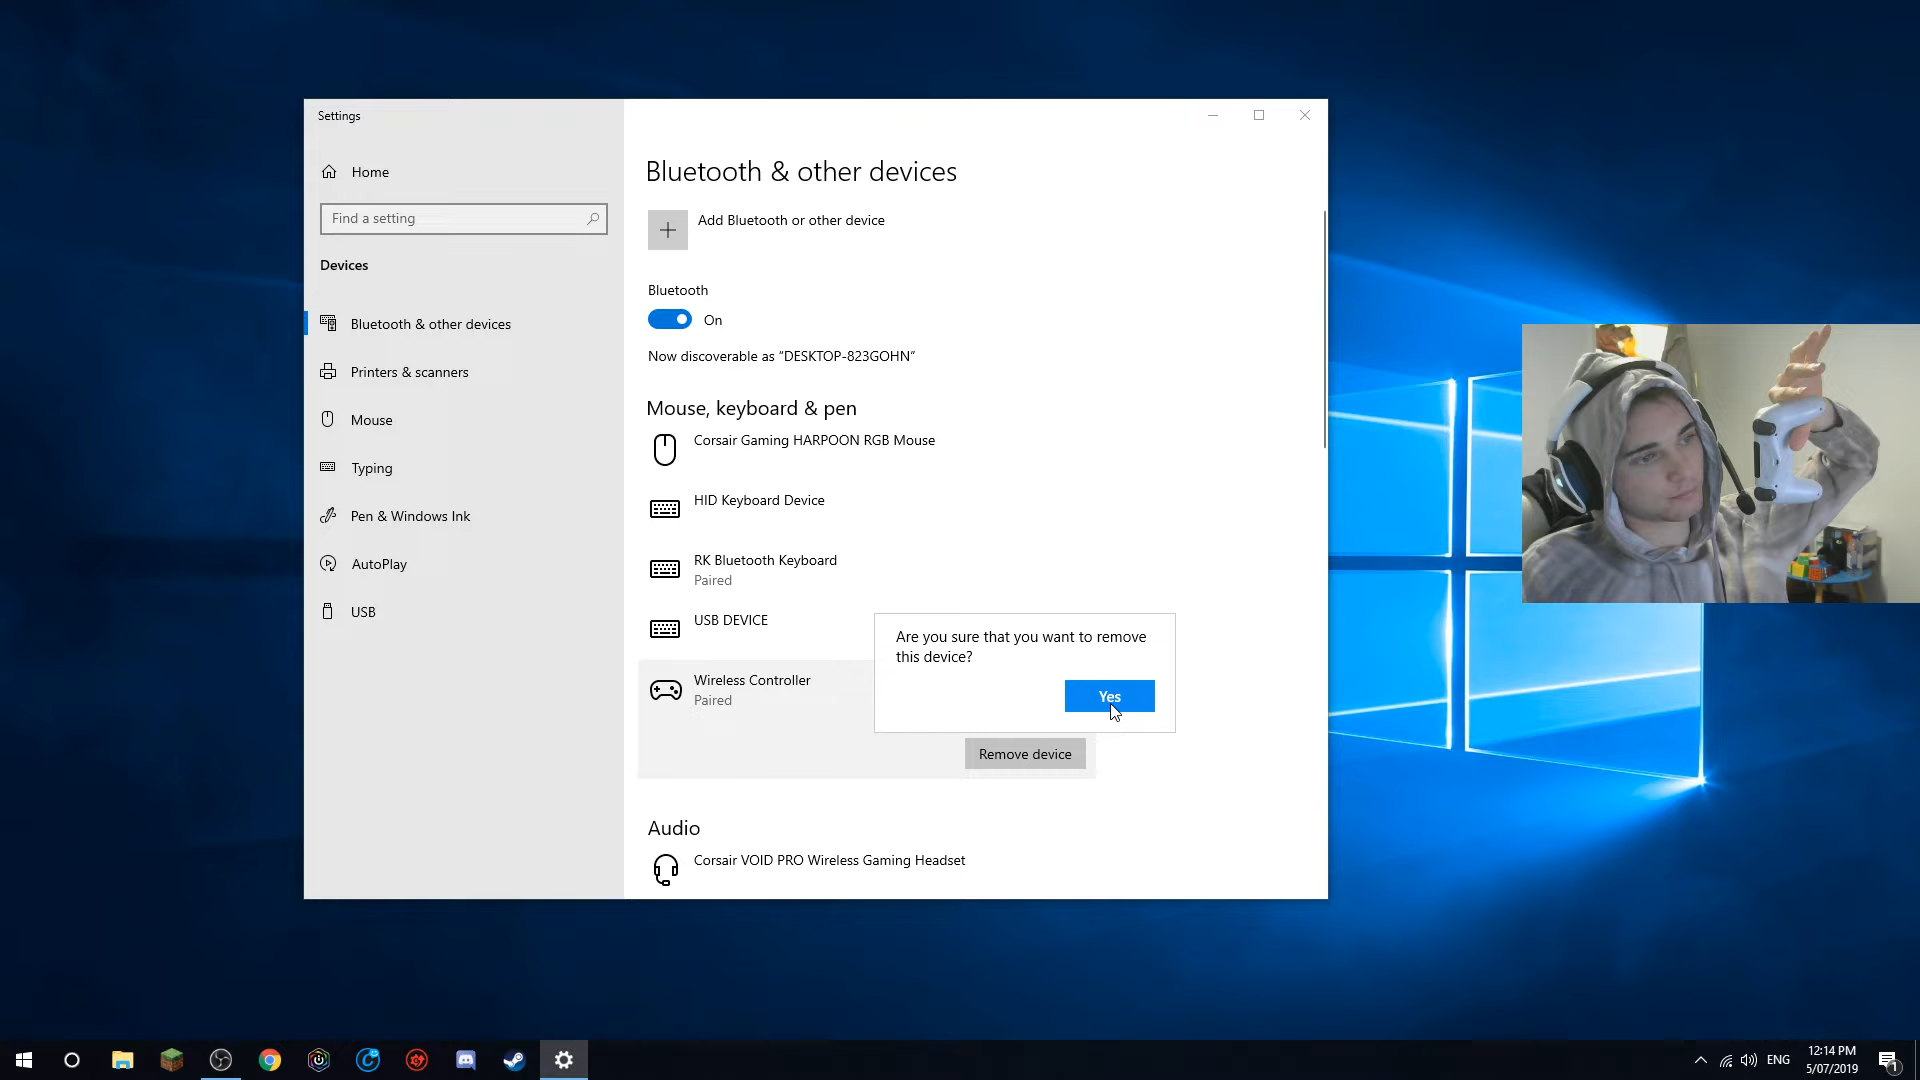 Settings
Home
Find a setting
Devices
Bluetooth & other devices
Printers & scanners
Mouse
Typing
Pen & Windows Ink
AutoPlay
USB
Bluetooth & other devices
Add Bluetooth or other device
Bluetooth
On
Now discoverable as “DESKTOP-823GOHN”
Mouse, keyboard & pen
Corsair Gaming HARPOON RGB Mouse
HID Keyboard Device
RK Bluetooth Keyboard
Paired
USB DEVICE
Wireless Controller
Paired
Are you sure that you want to remove
this device?
Yes
Remove device
Audio
Corsair VOID PRO Wireless Gaming Headset
ENG
12:14 PM
5/07/2019
1